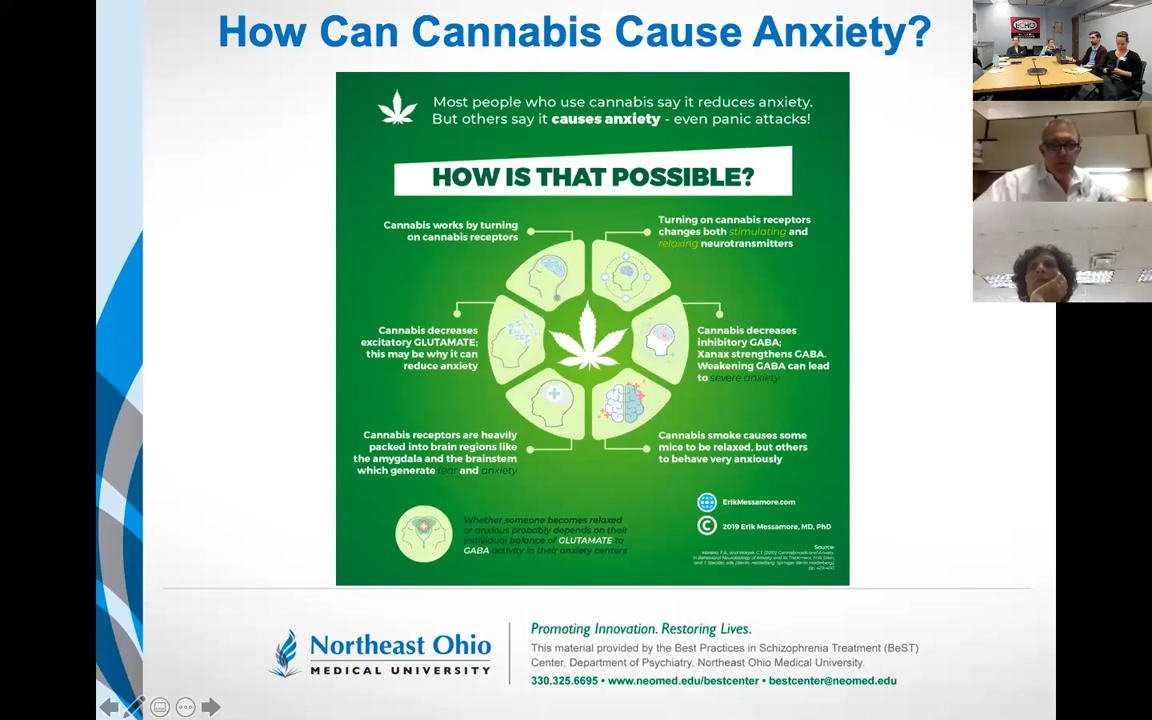 How Can Cannabis Cause Anxiety?
ECHO
Most people who use cannabis say it reduces anxiety.
But others say it causes anxiety - even panic attacks!
HOW IS THAT POSSIBLE?
Cannabis works by turning
on cannabis receptors
Turning on cannabis receptors
changes both stimulating and
relaxing neurotransmitters
Cannabis decreases
excitatory GLUTAMATE;
this may be why it can
reduce anxiety
Cannabis decreases
inhibitory GABA;
Xanax strengthens GABA.
Weakening GABA can lead
to severe anxiety
Cannabis receptors are heavily
packed into brain regions like
the amygdala and the brainstem
which generate fear and anxiety
Cannabis smoke causes some
mice to be relaxed, but others
to behave very anxiously
Whether someone becomes relaxed
or anxious probably depends on their
individual balance of GLUTAMATE to
GABA activity in their anxiety centers
ErikMessamore.com
C 2019 Erik Messamore, MD, PhD
Source:
Northeast Ohio
MEDICAL UNIVERSITY
Promoting Innovation. Restoring Lives.
This material provided by the Best Practices in Schizophrenia Treatment (BeST)
Center, Department of Psychiatry, Northeast Ohio Medical University.
330.325.6695 • www.neomed.edu/bestcenter • bestcenter@neomed.edu